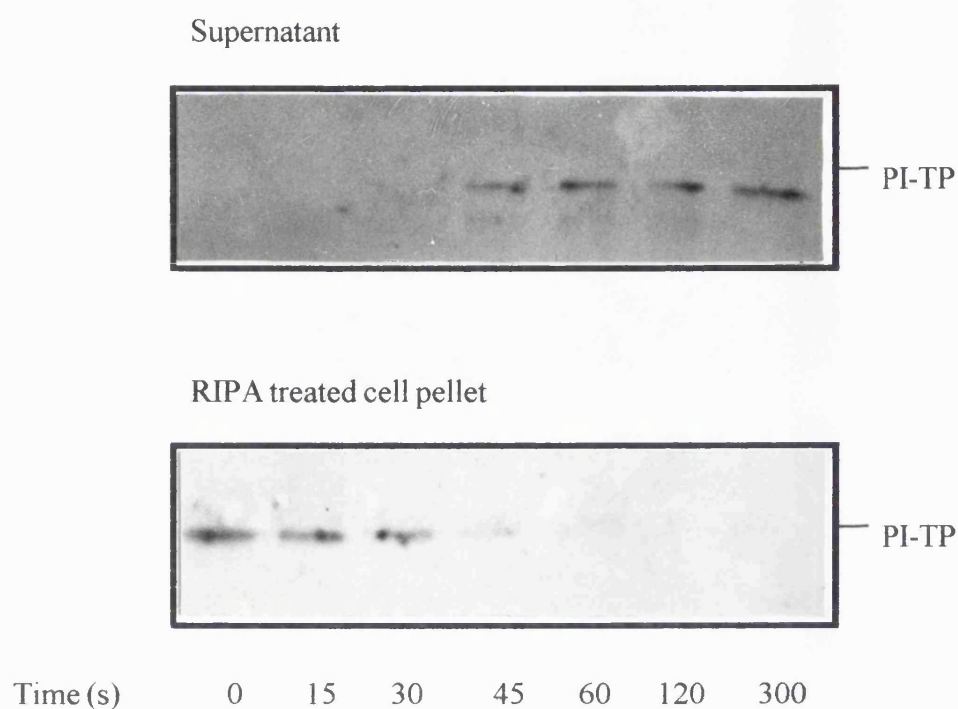 Supernatant
PI-TP
RIPA treated cell pellet
PI-TP
Time (s) 0 15 30 45 60 120 300